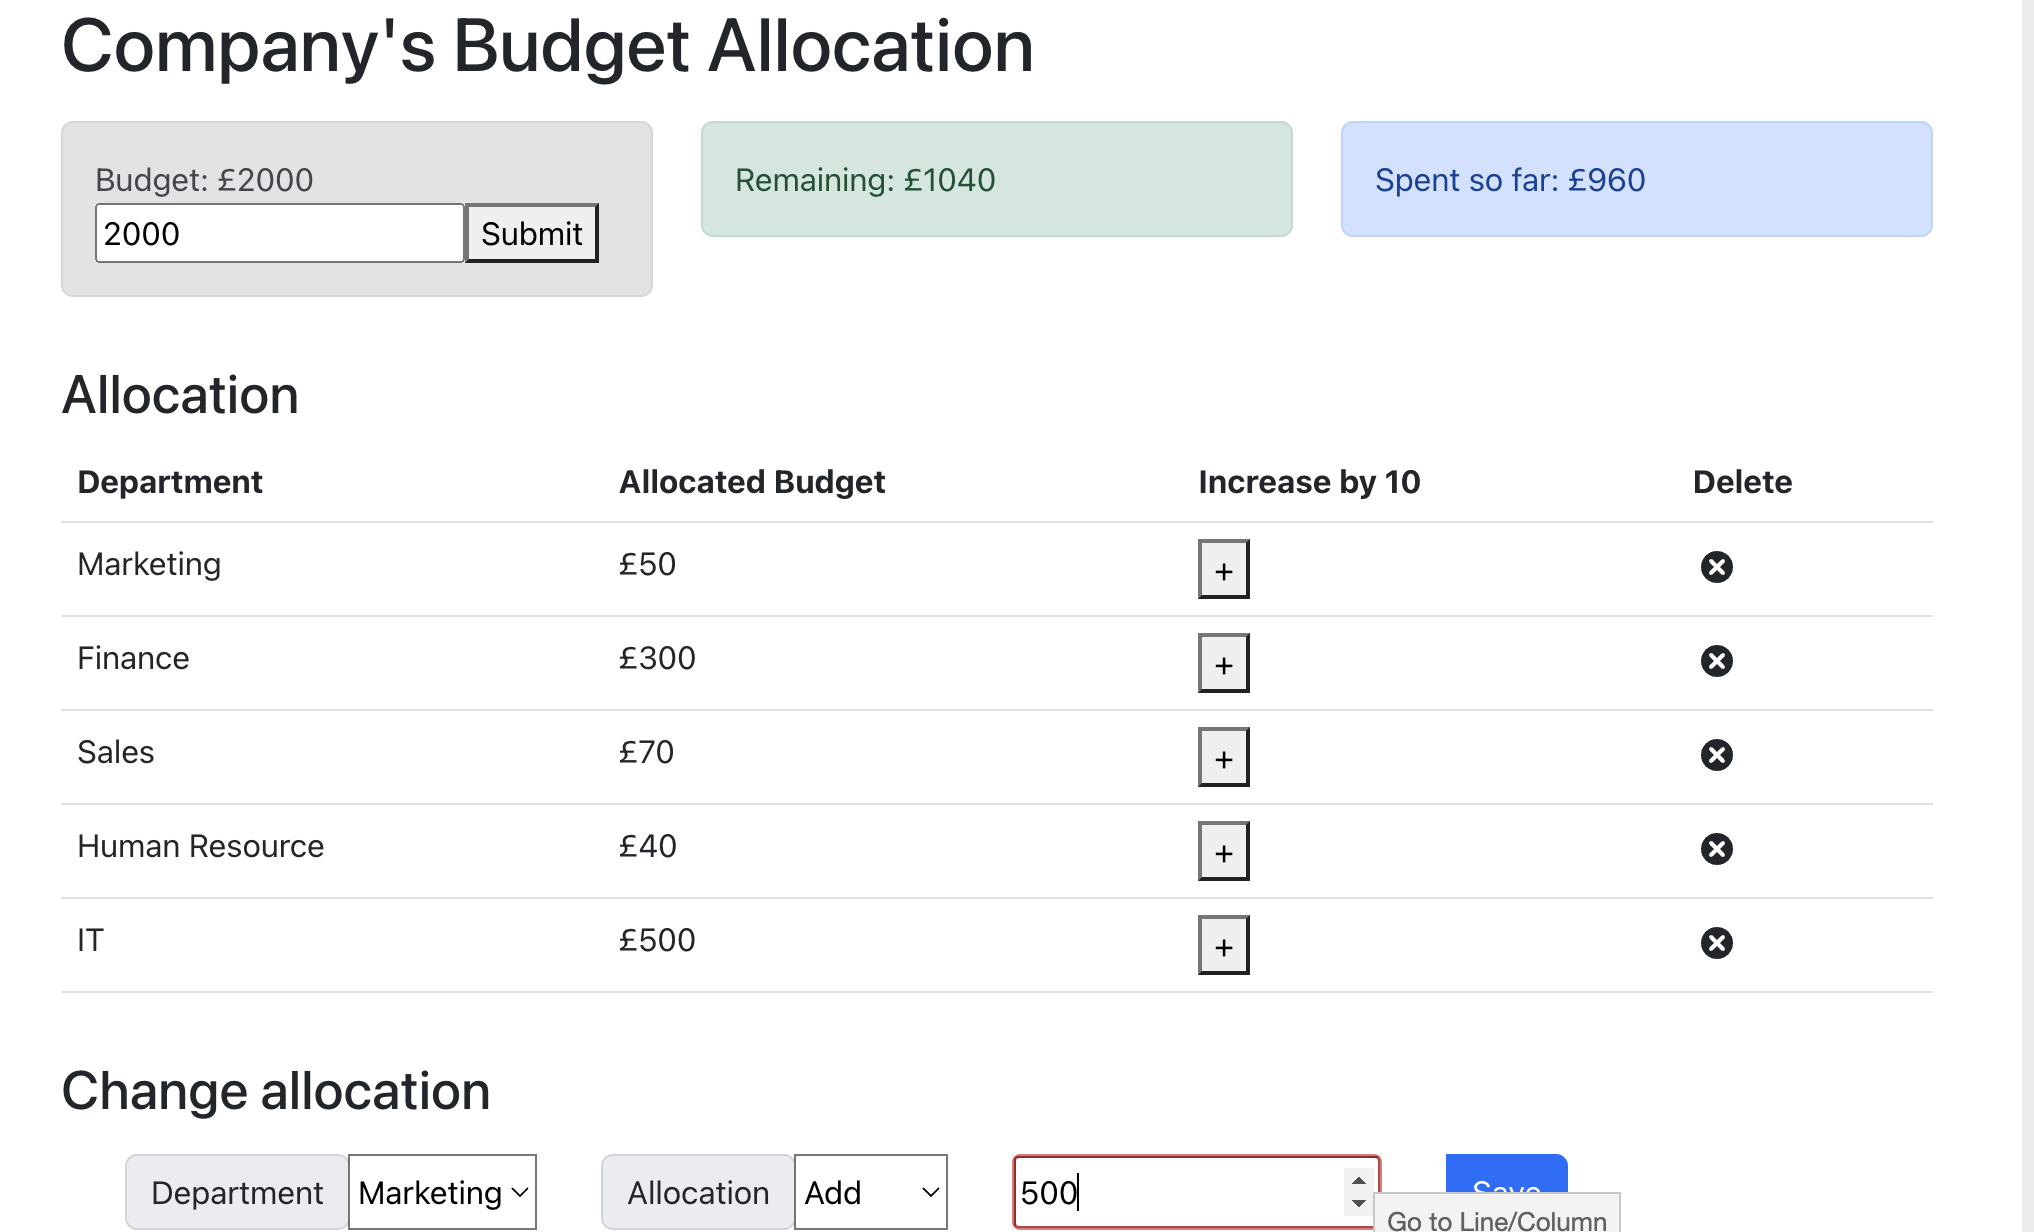 Company's Budget Allocation
Budget: £2000
2000 Submit
Remaining: £1040
Spent so far: £960
Allocation
Department Allocated Budget Increase by 10 Delete
Marketing £50 +
Finance £300 +
Sales £70 +
Human Resource £40 +
IT £500 +
Change allocation
Department Marketing Allocation Add 500 Save
Go to Line/Column